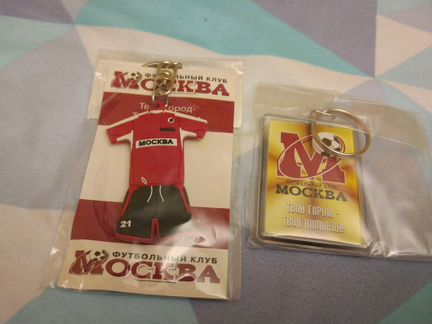 ФУТБОЛЬНЫЙ КЛУБ
МОСКВА
Твой город-
МОСКВА
21
ФУТБОЛЬНЫЙ КЛУБ
МОСКВА
М
ФУТБОЛЬНЫЙ КЛУБ
МОСКВА
ТВОЙ ГОРОД -
ТВОЯ КОМАНДА!